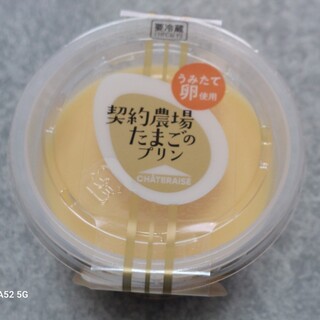 要冷蔵
うみたて
卵使用
契約農場
たまごの
プリン
CHATERAISE
A52 5G